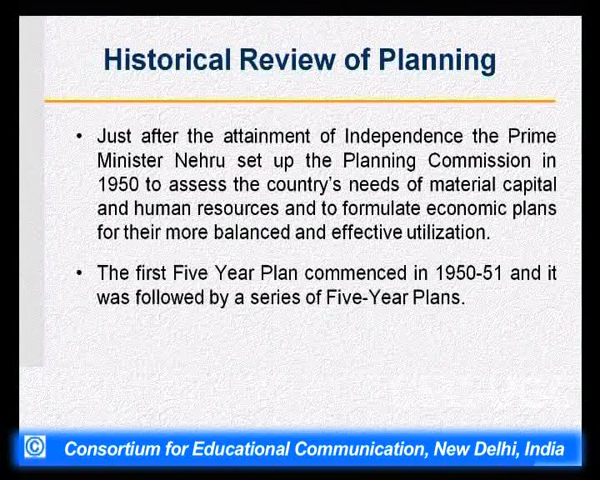 Historical Review of Planning
• Just after the attainment of Independence the Prime
Minister Nehru set up the Planning Commission in
1950 to assess the country's needs of material capital
and human resources and to formulate economic plans
for their more balanced and effective utilization.
• The first Five Year Plan commenced in 1950-51 and it
was followed by a series of Five-Year Plans.
© Consortium for Educational Communication, New Delhi, India